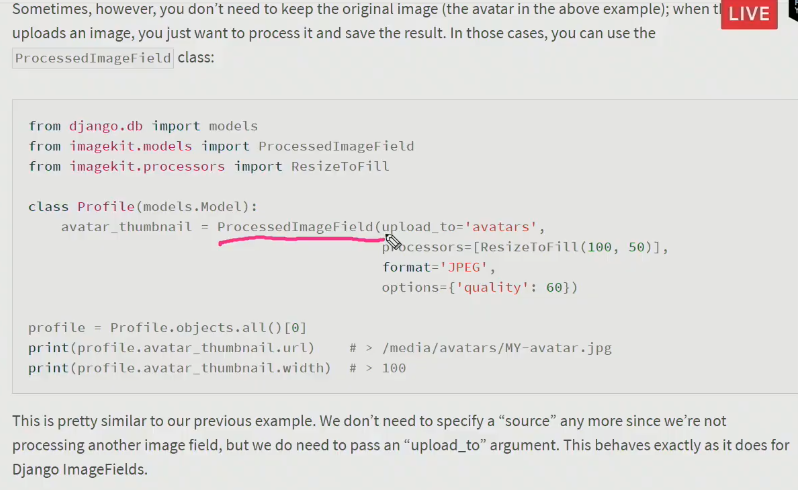 Sometimes, however, you don't need to keep the original image (the avatar in the above example); when
LIVE
uploads an image, you just want to process it and save the result. In those cases, you can use the
ProcessedImageField class:
from django.db import models
from imagekit.models import ProcessedImageField
from imagekit.processors import ResizeToFill
class Profile(models.Model):
    avatar_thumbnail = ProcessedImageField(upload_to='avatars',
                                           processors=[ResizeToFill(100, 50)],
                                           format='JPEG',
                                           options={'quality': 60})
profile = Profile.objects.all()[0]
print(profile.avatar_thumbnail.url)    # > /media/avatars/MY-avatar.jpg
print(profile.avatar_thumbnail.width)  # > 100
This is pretty similar to our previous example. We don't need to specify a “source” any more since we're not
processing another image field, but we do need to pass an “upload_to” argument. This behaves exactly as it does for
Django ImageFields.